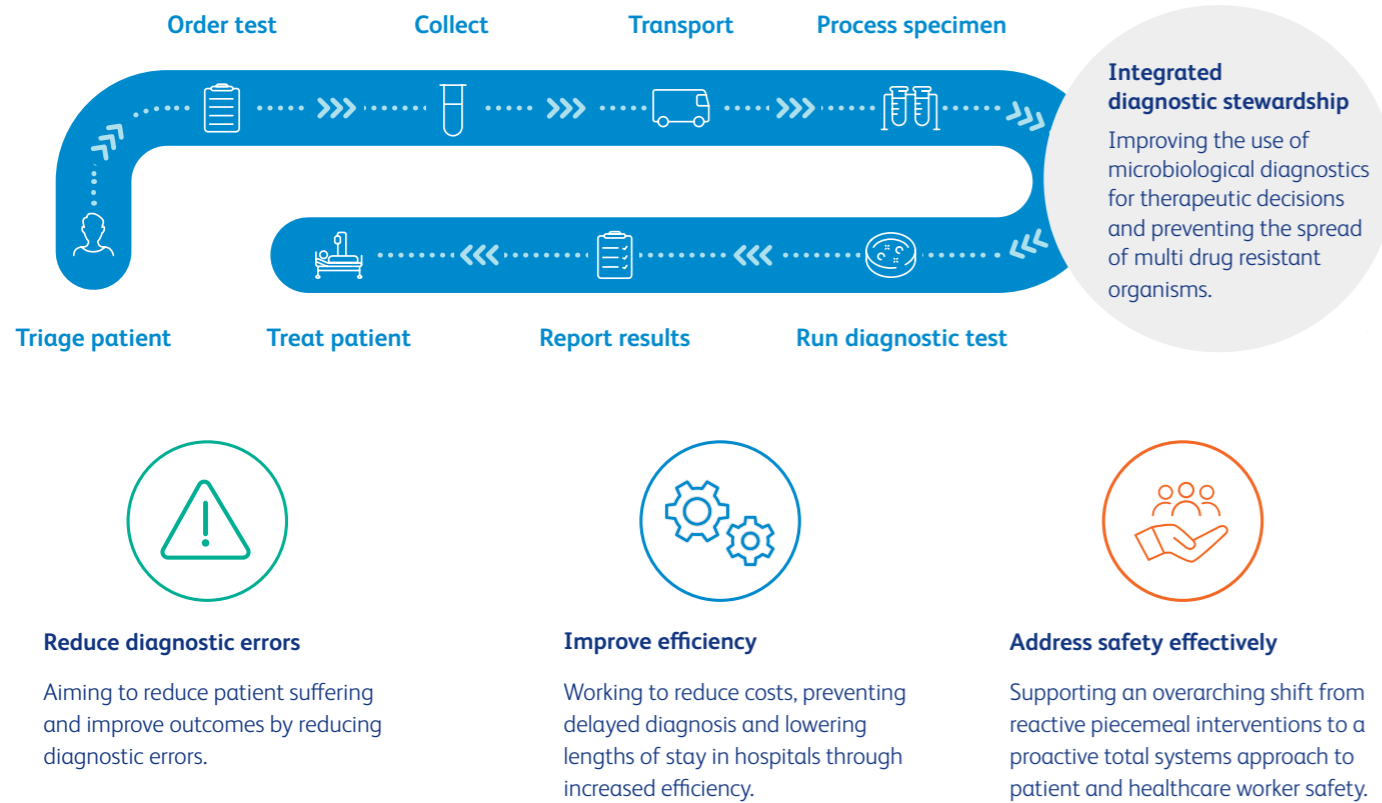 Order test
Collect
Transport
Process specimen
Integrated
diagnostic stewardship
Improving the use of
microbiological diagnostics
for therapeutic decisions
and preventing the spread
of multi drug resistant
organisms.
Triage patient
Treat patient
Report results
Run diagnostic test
Reduce diagnostic errors
Aiming to reduce patient suffering
and improve outcomes by reducing
diagnostic errors.
Improve efficiency
Working to reduce costs, preventing
delayed diagnosis and lowering
lengths of stay in hospitals through
increased efficiency.
Address safety effectively
Supporting an overarching shift from
reactive piecemeal interventions to a
proactive total systems approach to
patient and healthcare worker safety.